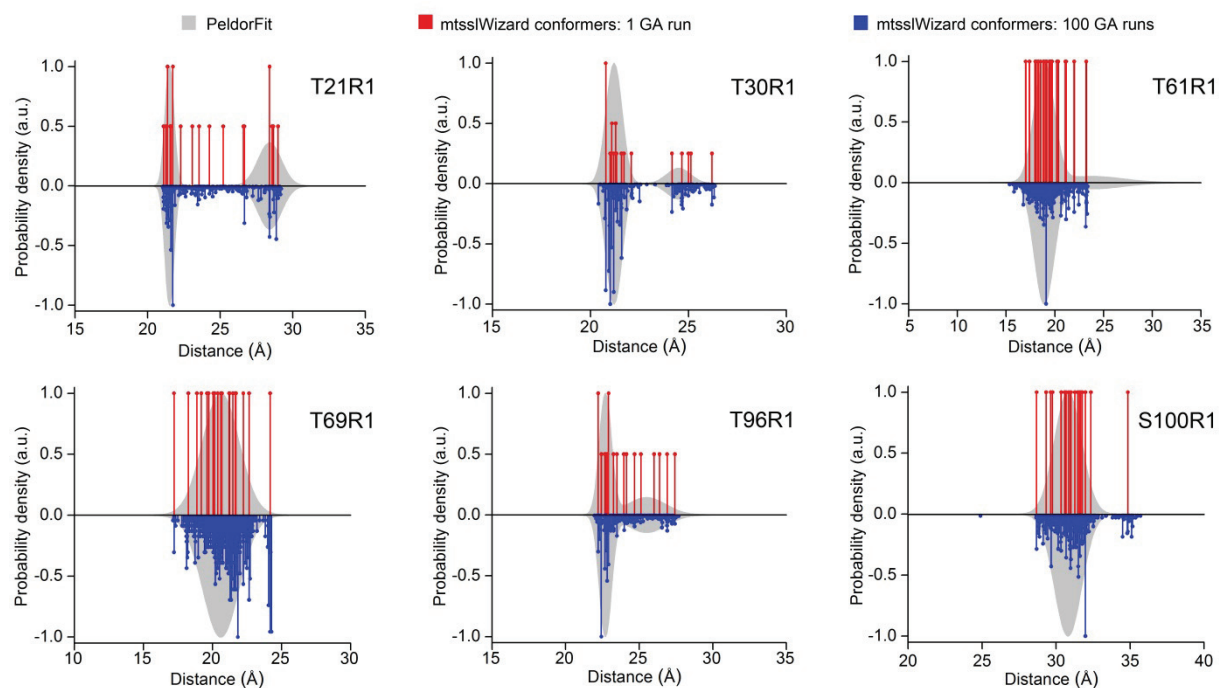 PeldorFit
mtsslWizard conformers: 1 GA run
mtsslWizard conformers: 100 GA runs
Probability density (a.u.)
1.0
0.5
0.0
-0.5
-1.0
T21R1
15 20 25 30 35
Distance (Å)
Probability density (a.u.)
1.0
0.5
0.0
-0.5
-1.0
T30R1
15 20 25 30
Distance (Å)
Probability density (a.u.)
1.0
0.5
0.0
-0.5
-1.0
T61R1
5 10 15 20 25 30 35
Distance (Å)
Probability density (a.u.)
1.0
0.5
0.0
-0.5
-1.0
T69R1
10 15 20 25 30
Distance (Å)
Probability density (a.u.)
1.0
0.5
0.0
-0.5
-1.0
T96R1
15 20 25 30 35
Distance (Å)
Probability density (a.u.)
1.0
0.5
0.0
-0.5
-1.0
S100R1
20 25 30 35 40
Distance (Å)